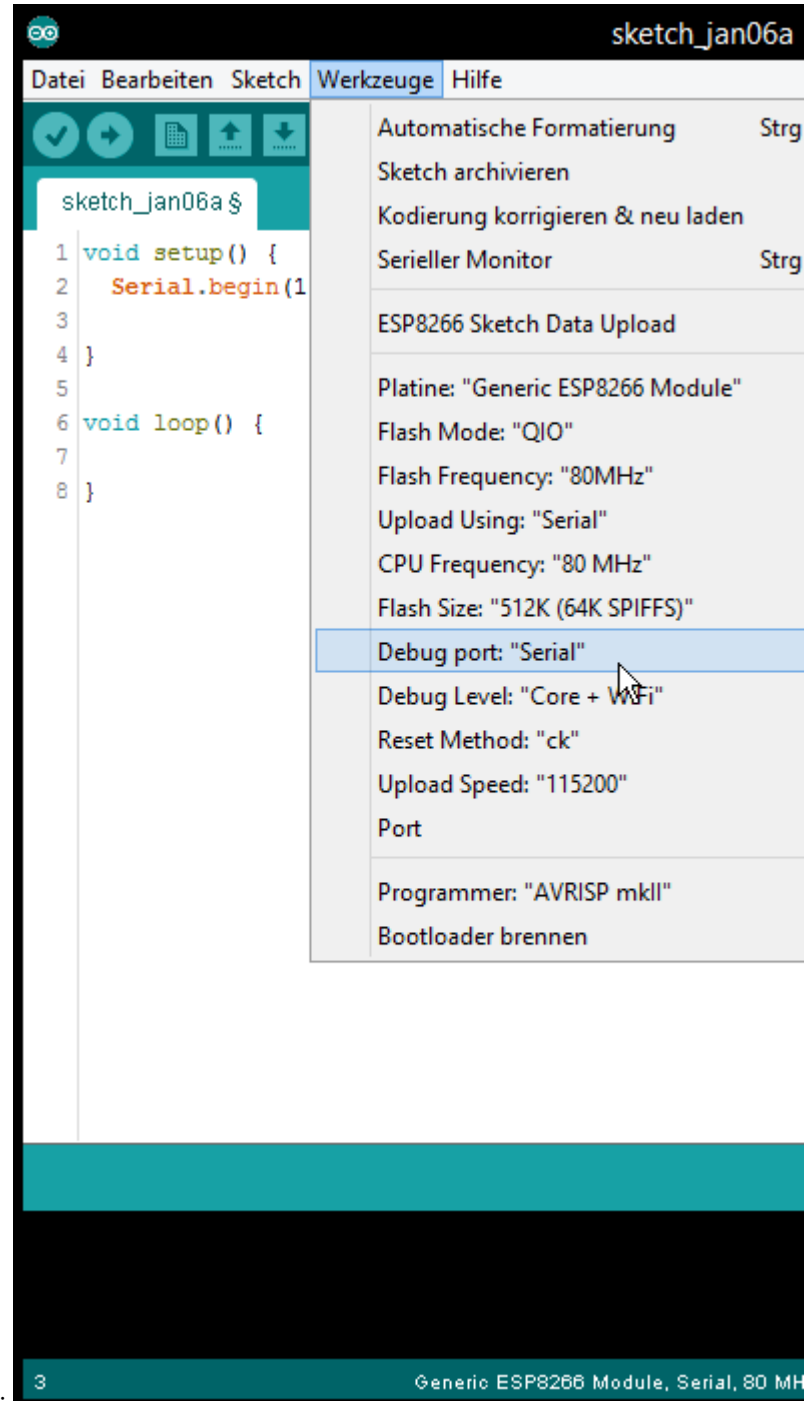 sketch_jan06a
Datei Bearbeiten Sketch Werkzeuge Hilfe
Automatische Formatierung Strg
Sketch archivieren
Kodierung korrigieren & neu laden
Serieller Monitor Strg
ESP8266 Sketch Data Upload
Platine: "Generic ESP8266 Module"
Flash Mode: "QIO"
Flash Frequency: "80MHz"
Upload Using: "Serial"
CPU Frequency: "80 MHz"
Flash Size: "512K (64K SPIFFS)"
Debug port: "Serial"
Debug Level: "Core + WiFi"
Reset Method: "ck"
Upload Speed: "115200"
Port
Programmer: "AVRISP mkII"
Bootloader brennen
sketch_jan06a §
1 void setup() {
2 Serial.begin(1
3
4 }
5
6 void loop() {
7
8 }
3 Generic ESP8266 Module, Serial, 80 MH
.